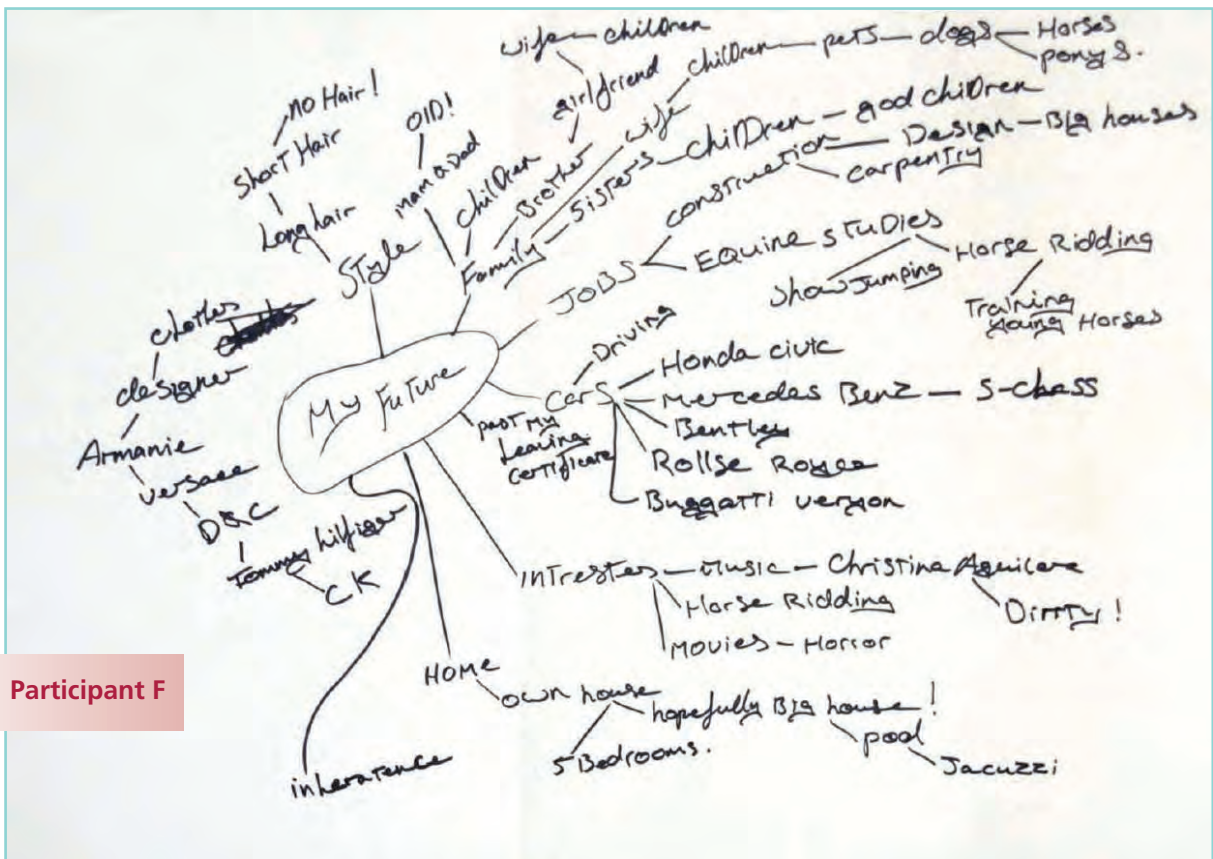 My Future
Style
Long hair
Short Hair
no Hair!
clothes
designer
Armanie
Versace
D&C
Tommy hilfiger
CK
Family
Mam & Dad
OlD!
children
Brother
girlfriend
wife — children
wife
children — pets — dogs — Horses
ponys.
Sisters — chilDren — god chilDren
JOBS
construction — Design — Big houses
carpentry
EQuine sTuDies
Show Jumping
Horse Ridding
Training
young Horses
cars
Driving
Honda civic
Mercedes Benz — S-class
Bentley
Rollse Royce
Buggatti veryon
past my
Leaving
certificate
inTrestes — Music — Christina Aguilara
Dirrty!
Horse Ridding
Movies — Horror
HOMe
own house
hopefully Big house!
pool
Jacuzzi
5 Bedrooms.
inheratence
Participant F